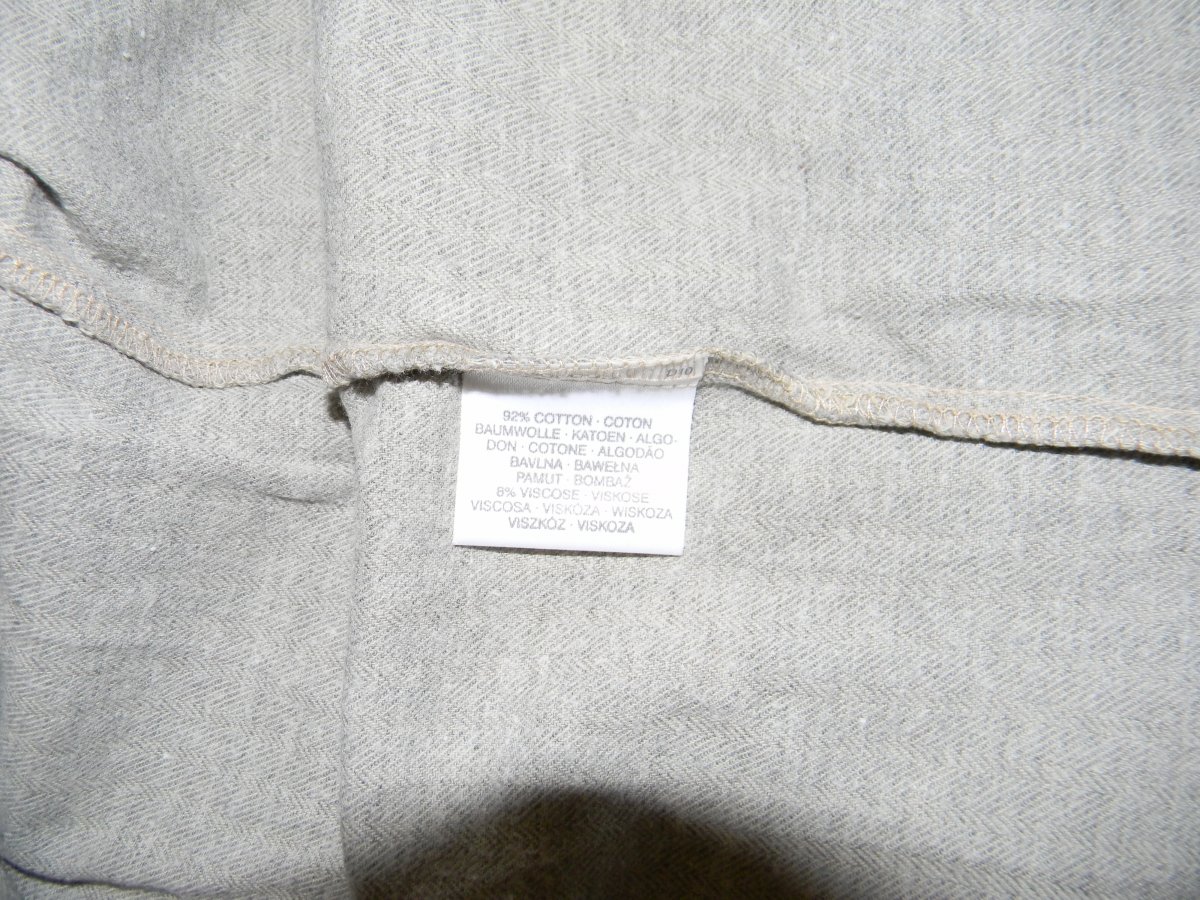 92% COTTON · COTON
BAUMWOLLE · KATOEN · ALGO-
DON · COTONE · ALGODÃO
BAVLNA · BAWEŁNA
PAMUT · BOMBAŽ
8% VISCOSE · VISKOSE
VISCOSA · VISKÓZA · WISKOZA
VISZKÓZ · VISKOZA